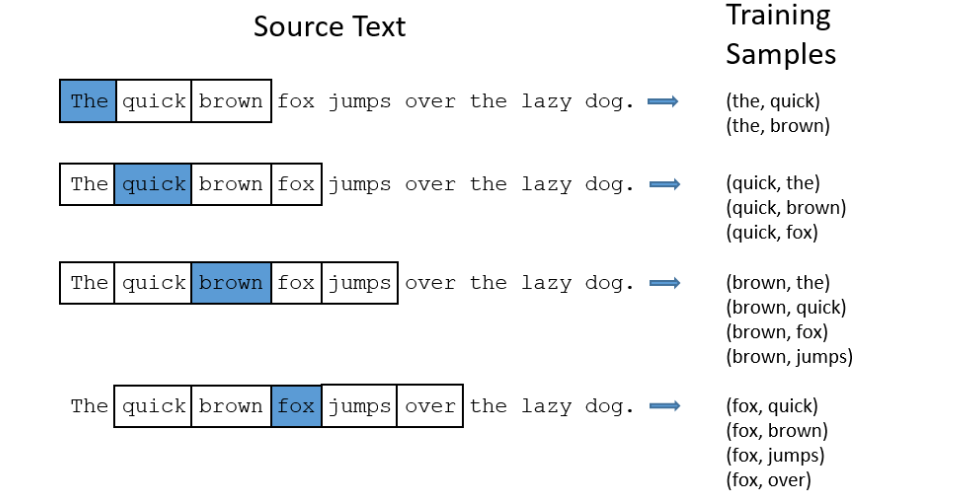 Source Text
Training
Samples
The quick brown fox jumps over the lazy dog.
(the, quick)
(the, brown)
The quick brown fox jumps over the lazy dog.
(quick, the)
(quick, brown)
(quick, fox)
The quick brown fox jumps over the lazy dog.
(brown, the)
(brown, quick)
(brown, fox)
(brown, jumps)
The quick brown fox jumps over the lazy dog.
(fox, quick)
(fox, brown)
(fox, jumps)
(fox, over)